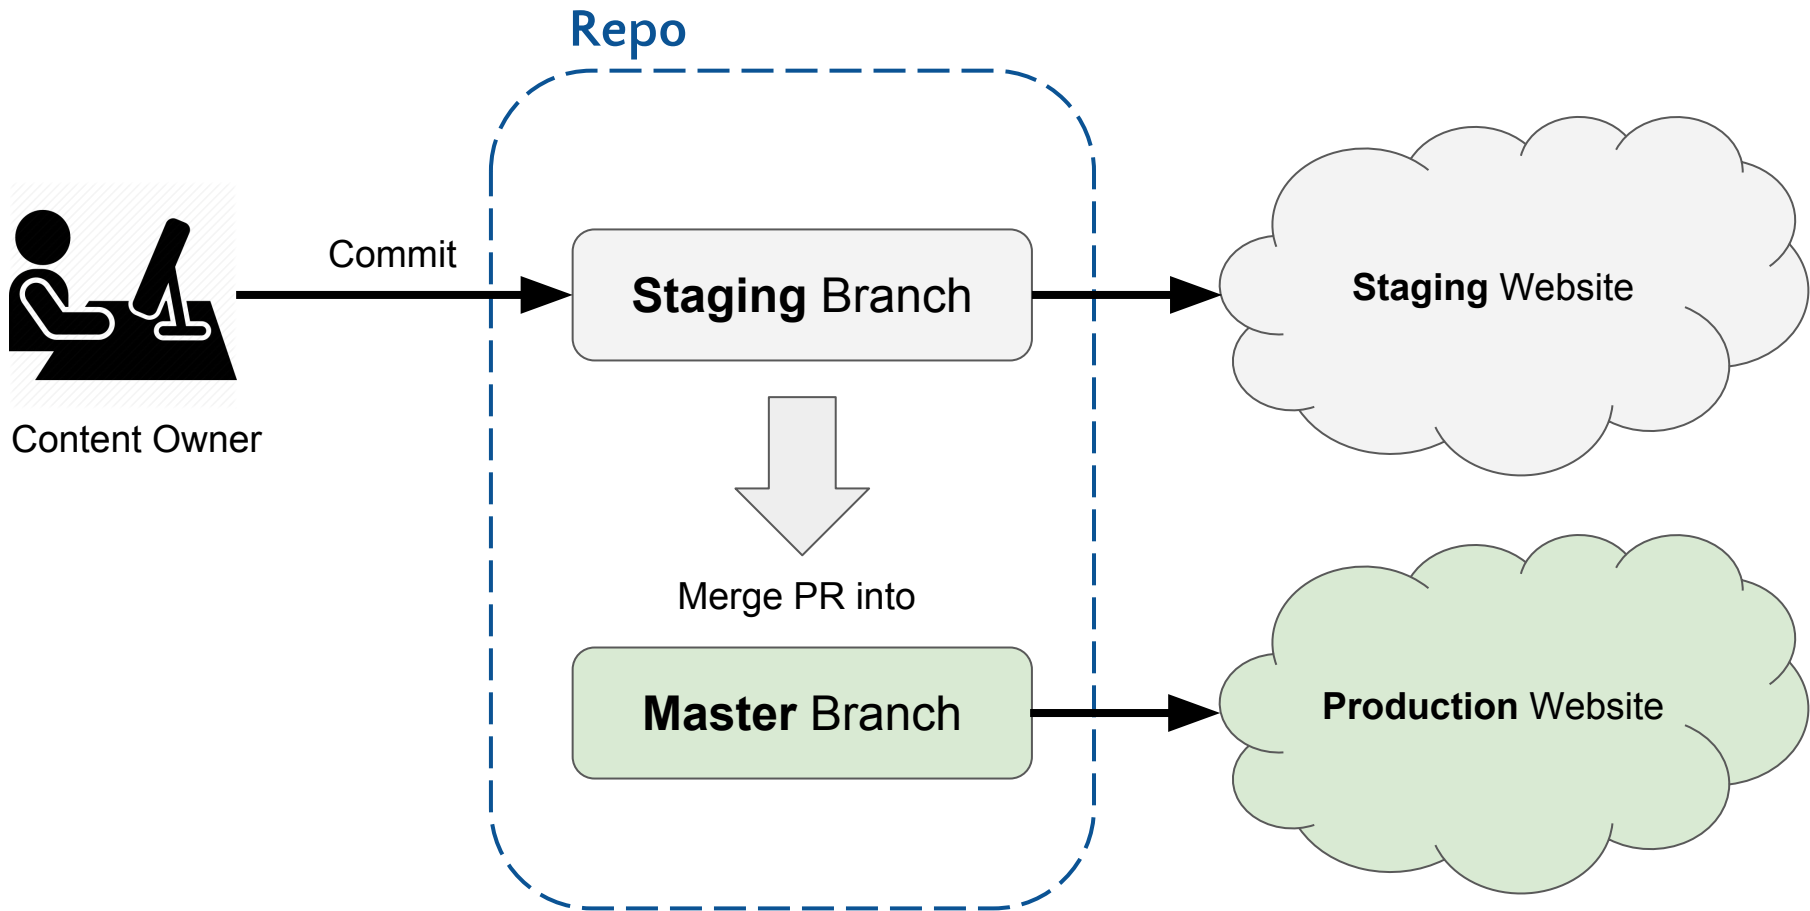 Repo
Commit
Staging Branch
Staging Website
Content Owner
Merge PR into
Master Branch
Production Website